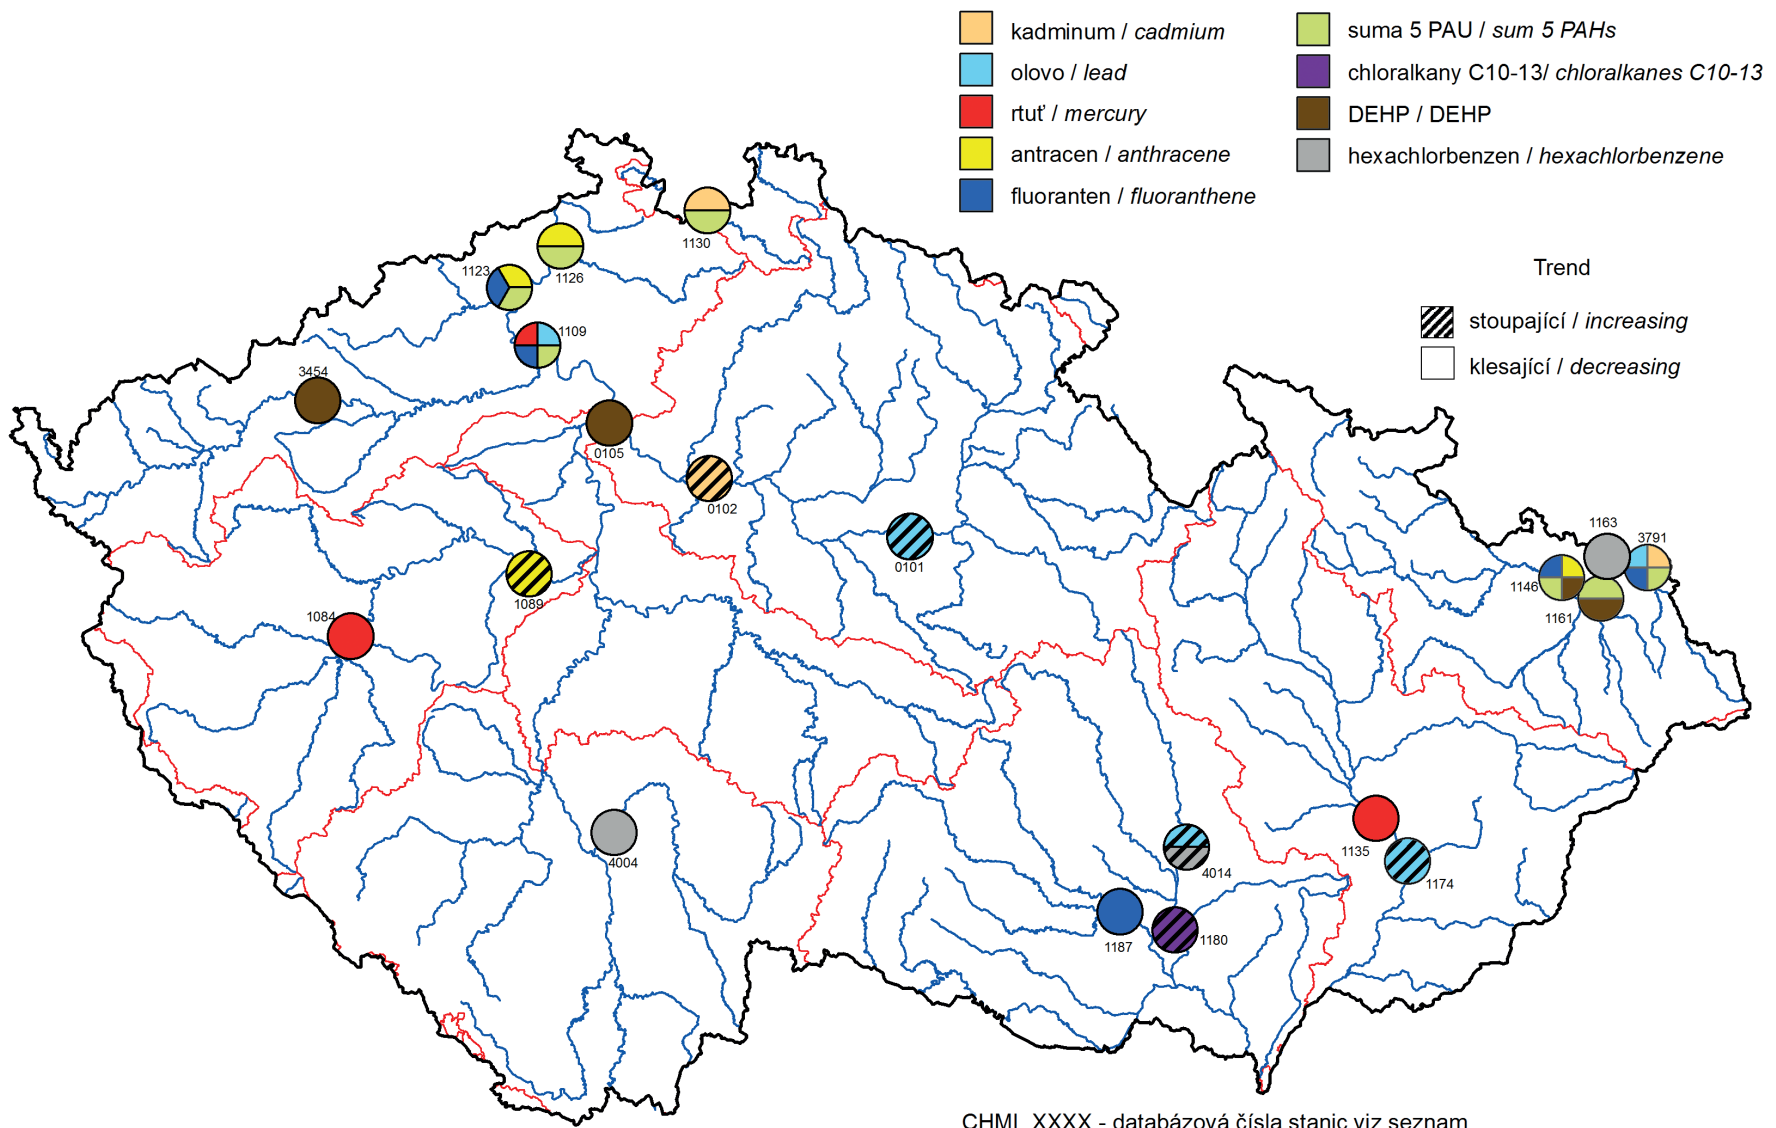 kadminum / cadmium
olovo / lead
rtuť / mercury
antracen / anthracene
fluoranten / fluoranthene
suma 5 PAU / sum 5 PAHs
chloralkany C10-13/ chloralkanes C10-13
DEHP / DEHP
hexachlorbenzen / hexachlorbenzene
Trend
stoupající / increasing
klesající / decreasing
1130
1126
1123
1109
3454
0105
0102
0101
1089
1084
1163
3791
1146
1161
4004
4014
1135
1174
1187
1180
CHMI_XXXX - databázová čísla stanic viz seznam